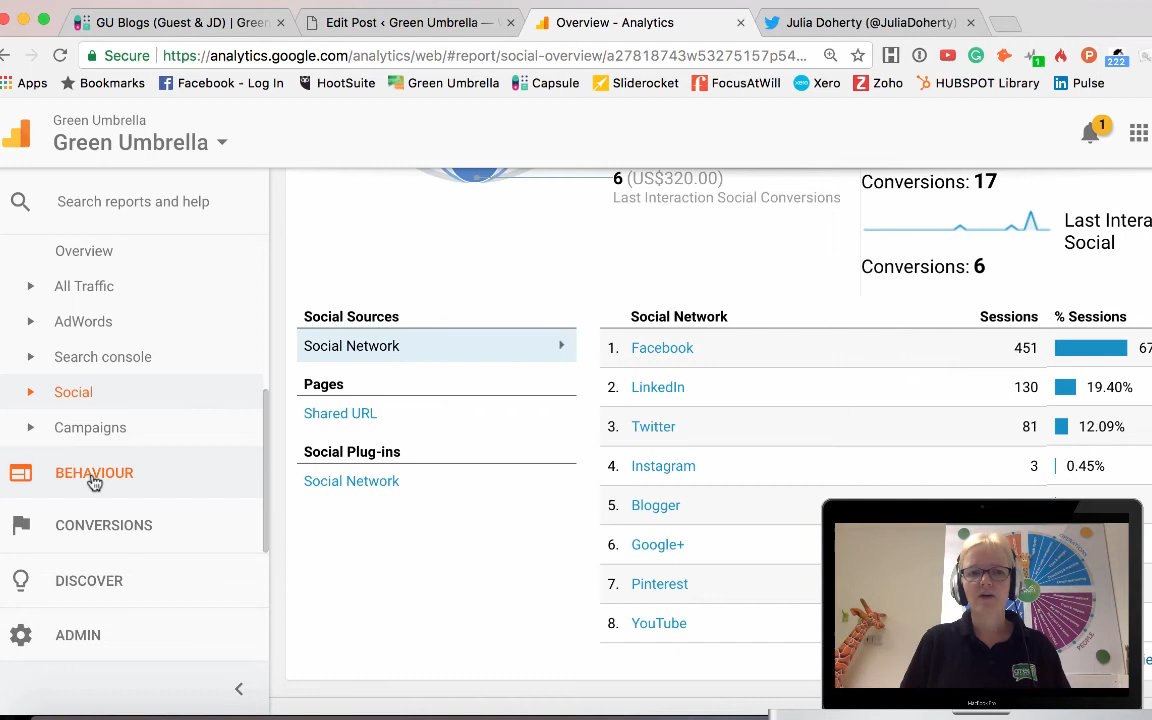 GU Blogs (Guest & JD) | Green
Edit Post ‹ Green Umbrella — W
Overview - Analytics
Julia Doherty (@JuliaDoherty)
Secure
https://analytics.google.com/analytics/web/#report/social-overview/a27818743w53275157p54...
Apps
Bookmarks
Facebook - Log In
HootSuite
Green Umbrella
Capsule
Sliderocket
FocusAtWill
Xero
Zoho
HUBSPOT Library
Pulse
1
222
Green Umbrella
Green Umbrella
1
Search reports and help
Overview
All Traffic
AdWords
Search console
Social
Campaigns
BEHAVIOUR
CONVERSIONS
DISCOVER
ADMIN
6 (US$320.00)
Last Interaction Social Conversions
Conversions: 17
Last Intera
Social
Conversions: 6
Social Sources
Social Network
Pages
Shared URL
Social Plug-ins
Social Network
Social Network Sessions % Sessions
1. Facebook 451 67
2. LinkedIn 130 19.40%
3. Twitter 81 12.09%
4. Instagram 3 0.45%
5. Blogger
6. Google+
7. Pinterest
8. YouTube
PEOPLE
MacBook Pro